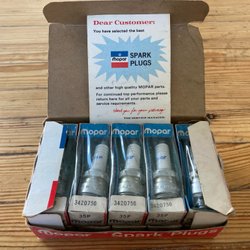 Dear Customer:
You have selected the best
mopar
SPARK
PLUGS
and other high quality MOPAR parts.
For continued top performance please
return here for all your parts and
service requirements.
mopar
mopar
mopar
3420756
3420756
3420756
35P
35P
35P